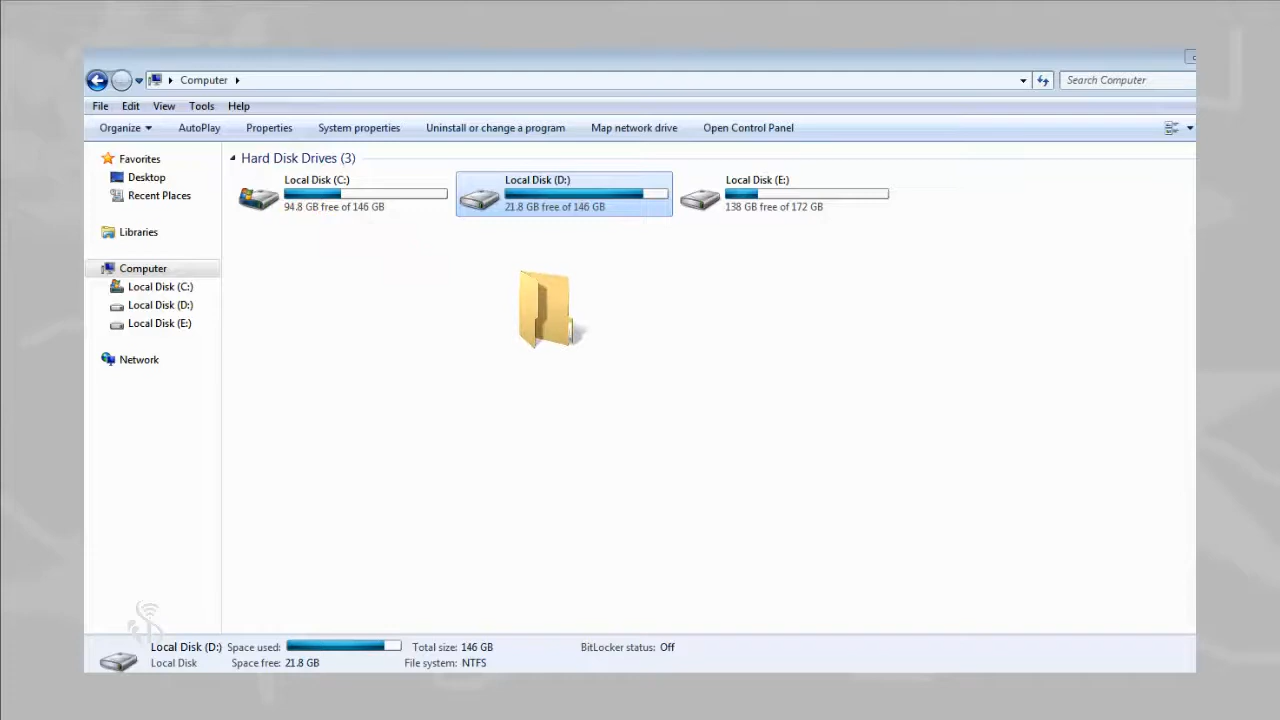 Computer
Search Computer
File Edit View Tools Help
Organize AutoPlay Properties System properties Uninstall or change a program Map network drive Open Control Panel
Favorites
Desktop
Recent Places
Libraries
Computer
Local Disk (C:)
Local Disk (D:)
Local Disk (E:)
Network
Hard Disk Drives (3)
Local Disk (C:)
94.8 GB free of 146 GB
Local Disk (D:)
21.8 GB free of 146 GB
Local Disk (E:)
138 GB free of 172 GB
Local Disk (D:) Space used: Total size: 146 GB BitLocker status: Off
Local Disk Space free: 21.8 GB File system: NTFS